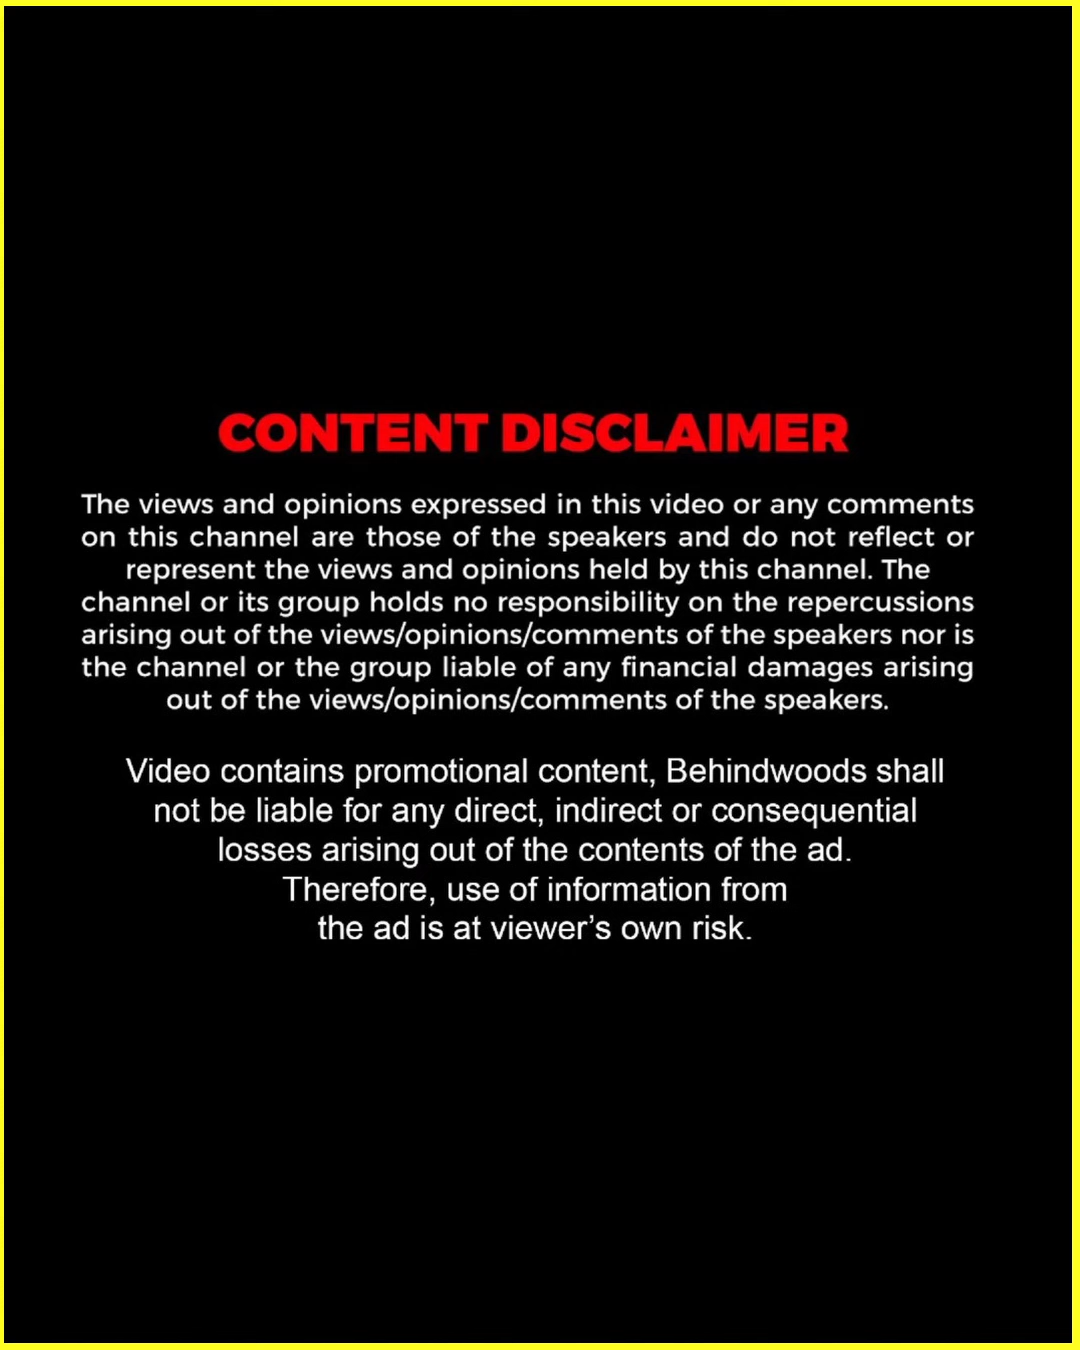 CONTENT DISCLAIMER
The views and opinions expressed in this video or any comments
on this channel are those of the speakers and do not reflect or
represent the views and opinions held by this channel. The
channel or its group holds no responsibility on the repercussions
arising out of the views/opinions/comments of the speakers nor is
the channel or the group liable of any financial damages arising
out of the views/opinions/comments of the speakers.
Video contains promotional content, Behindwoods shall
not be liable for any direct, indirect or consequential
losses arising out of the contents of the ad.
Therefore, use of information from
the ad is at viewer’s own risk.